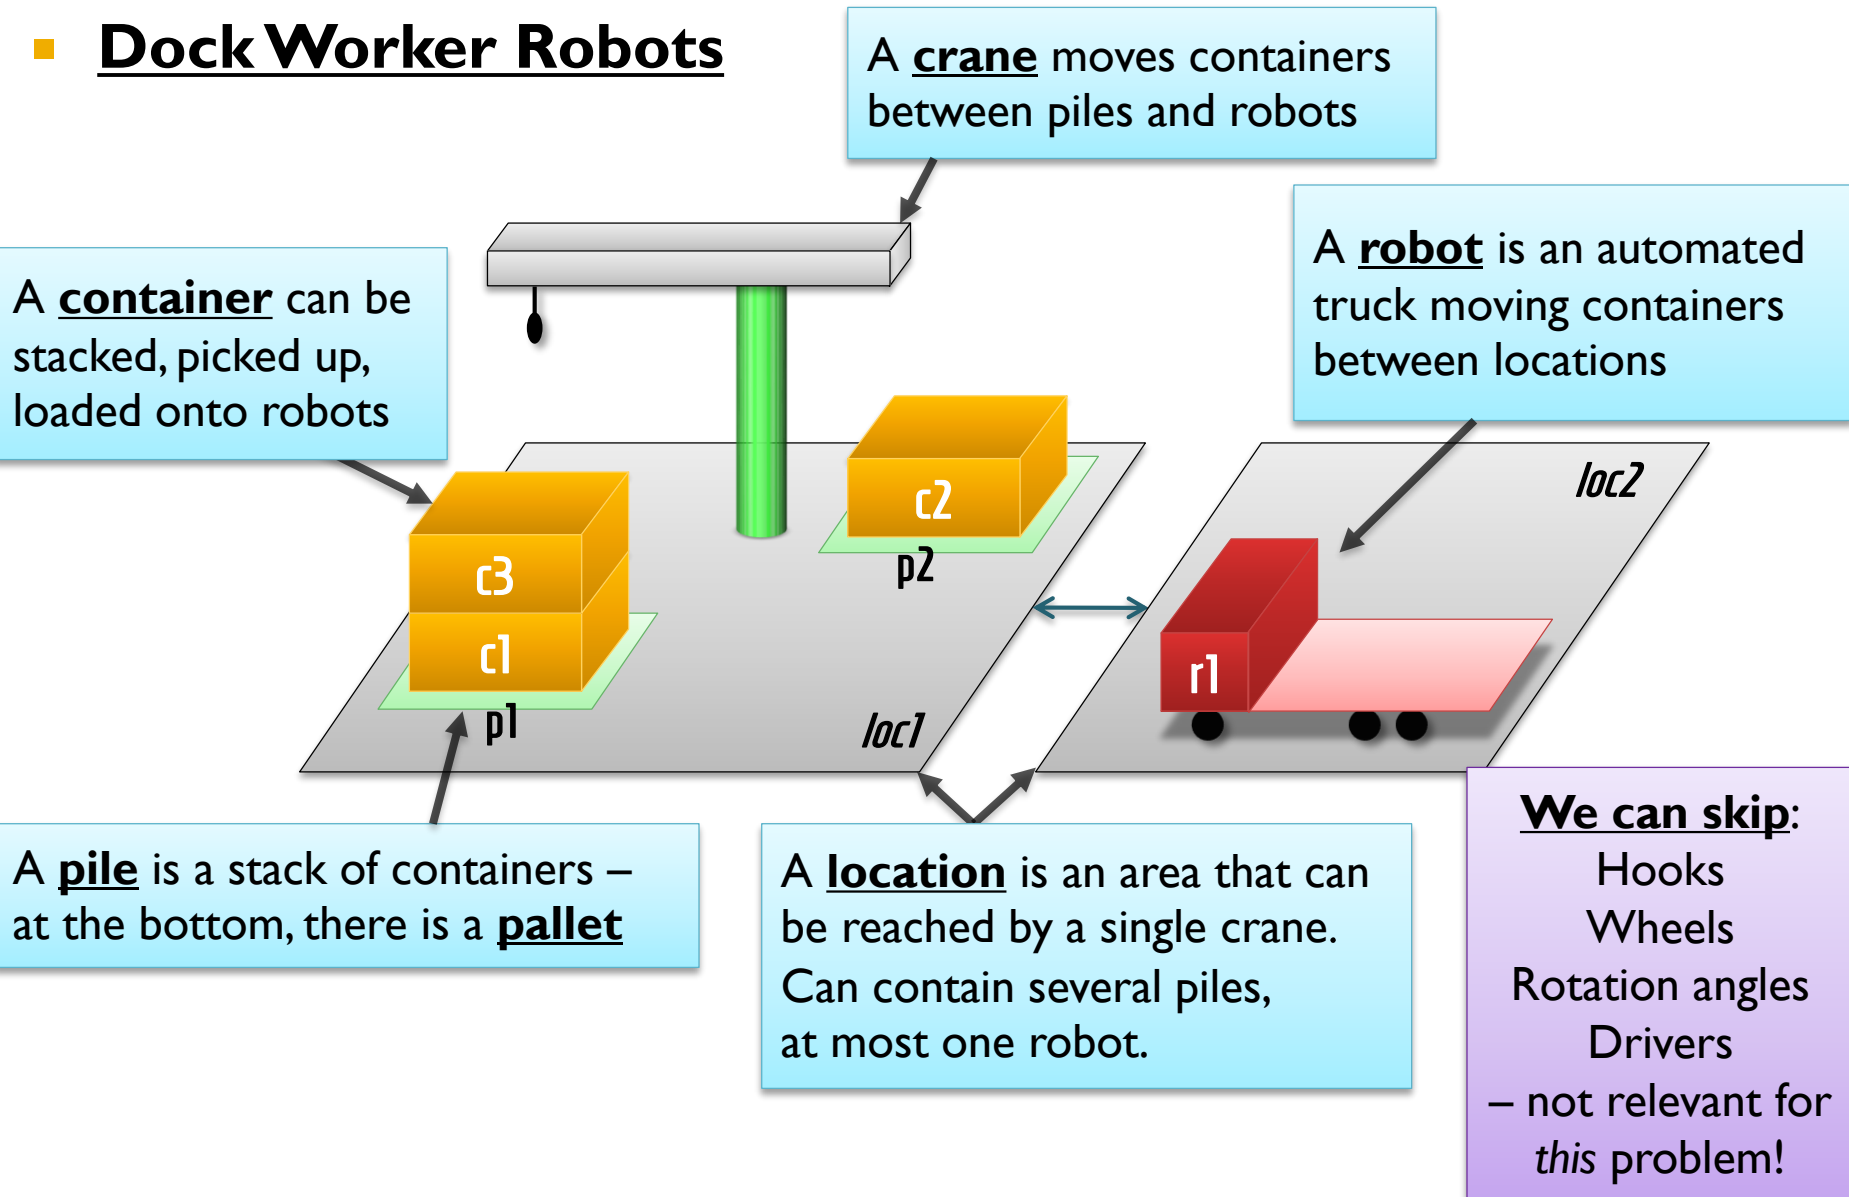 Dock Worker Robots
A crane moves containers
between piles and robots
A robot is an automated
truck moving containers
between locations
A container can be
stacked, picked up,
loaded onto robots
loc2
c2
p2
c3
c1
p1
r1
loc1
A pile is a stack of containers –
at the bottom, there is a pallet
A location is an area that can
be reached by a single crane.
Can contain several piles,
at most one robot.
We can skip:
Hooks
Wheels
Rotation angles
Drivers
– not relevant for
this problem!